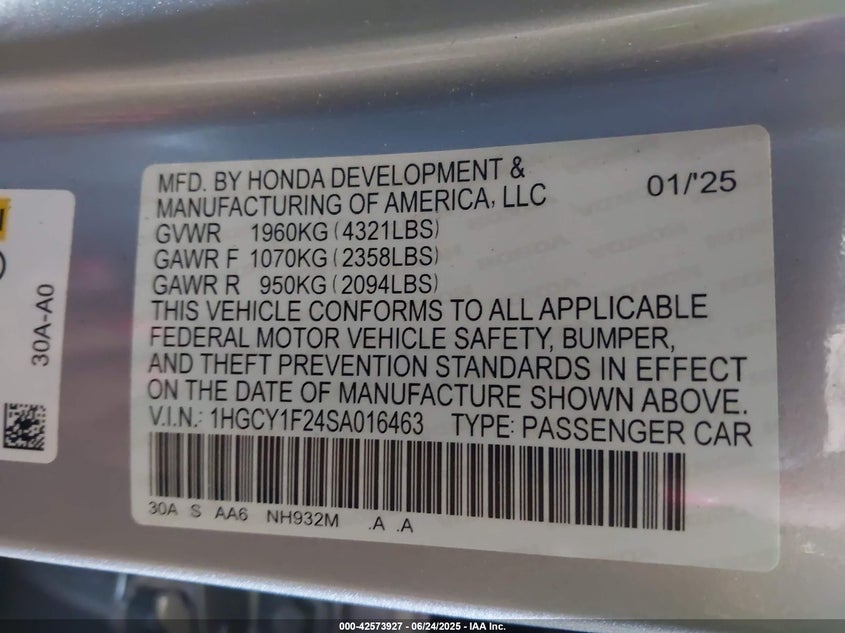 MFD. BY HONDA DEVELOPMENT &
MANUFACTURING OF AMERICA, LLC
01/'25
GVWR 1960KG (4321LBS)
GAWR F 1070KG (2358LBS)
GAWR R 950KG (2094LBS)
THIS VEHICLE CONFORMS TO ALL APPLICABLE
FEDERAL MOTOR VEHICLE SAFETY, BUMPER,
AND THEFT PREVENTION STANDARDS IN EFFECT
ON THE DATE OF MANUFACTURE SHOWN ABOVE.
V.I.N.: 1HGCY1F24SA016463 TYPE: PASSENGER CAR
30A S AA6 NH932M .A .A
30A-A0
000-42573927 - 06/24/2025 - IAA Inc.